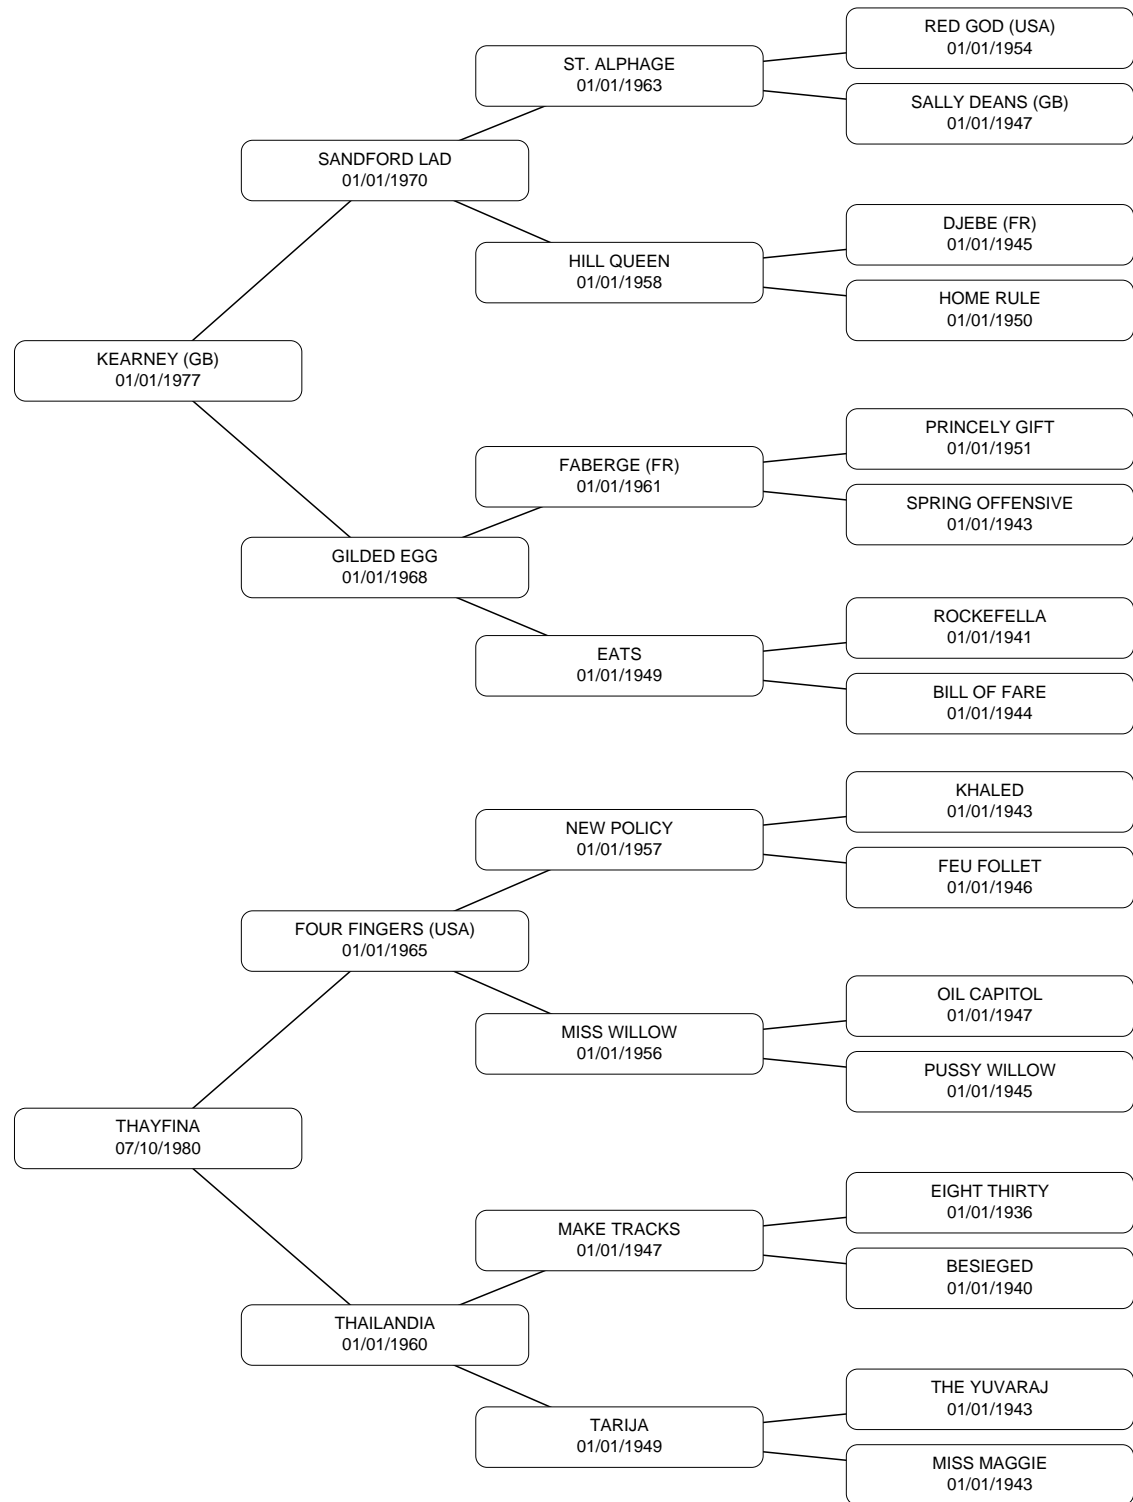 RED GOD (USA)
01/01/1954
ST. ALPHAGE
01/01/1963
SALLY DEANS (GB)
01/01/1947
SANDFORD LAD
01/01/1970
DJEBE (FR)
01/01/1945
HILL QUEEN
01/01/1958
HOME RULE
01/01/1950
KEARNEY (GB)
01/01/1977
PRINCELY GIFT
01/01/1951
FABERGE (FR)
01/01/1961
SPRING OFFENSIVE
01/01/1943
GILDED EGG
01/01/1968
ROCKEFELLA
01/01/1941
EATS
01/01/1949
BILL OF FARE
01/01/1944
KHALED
01/01/1943
NEW POLICY
01/01/1957
FEU FOLLET
01/01/1946
FOUR FINGERS (USA)
01/01/1965
OIL CAPITOL
01/01/1947
MISS WILLOW
01/01/1956
PUSSY WILLOW
01/01/1945
THAYFINA
07/10/1980
EIGHT THIRTY
01/01/1936
MAKE TRACKS
01/01/1947
BESIEGED
01/01/1940
THAILANDIA
01/01/1960
THE YUVARAJ
01/01/1943
TARIJA
01/01/1949
MISS MAGGIE
01/01/1943